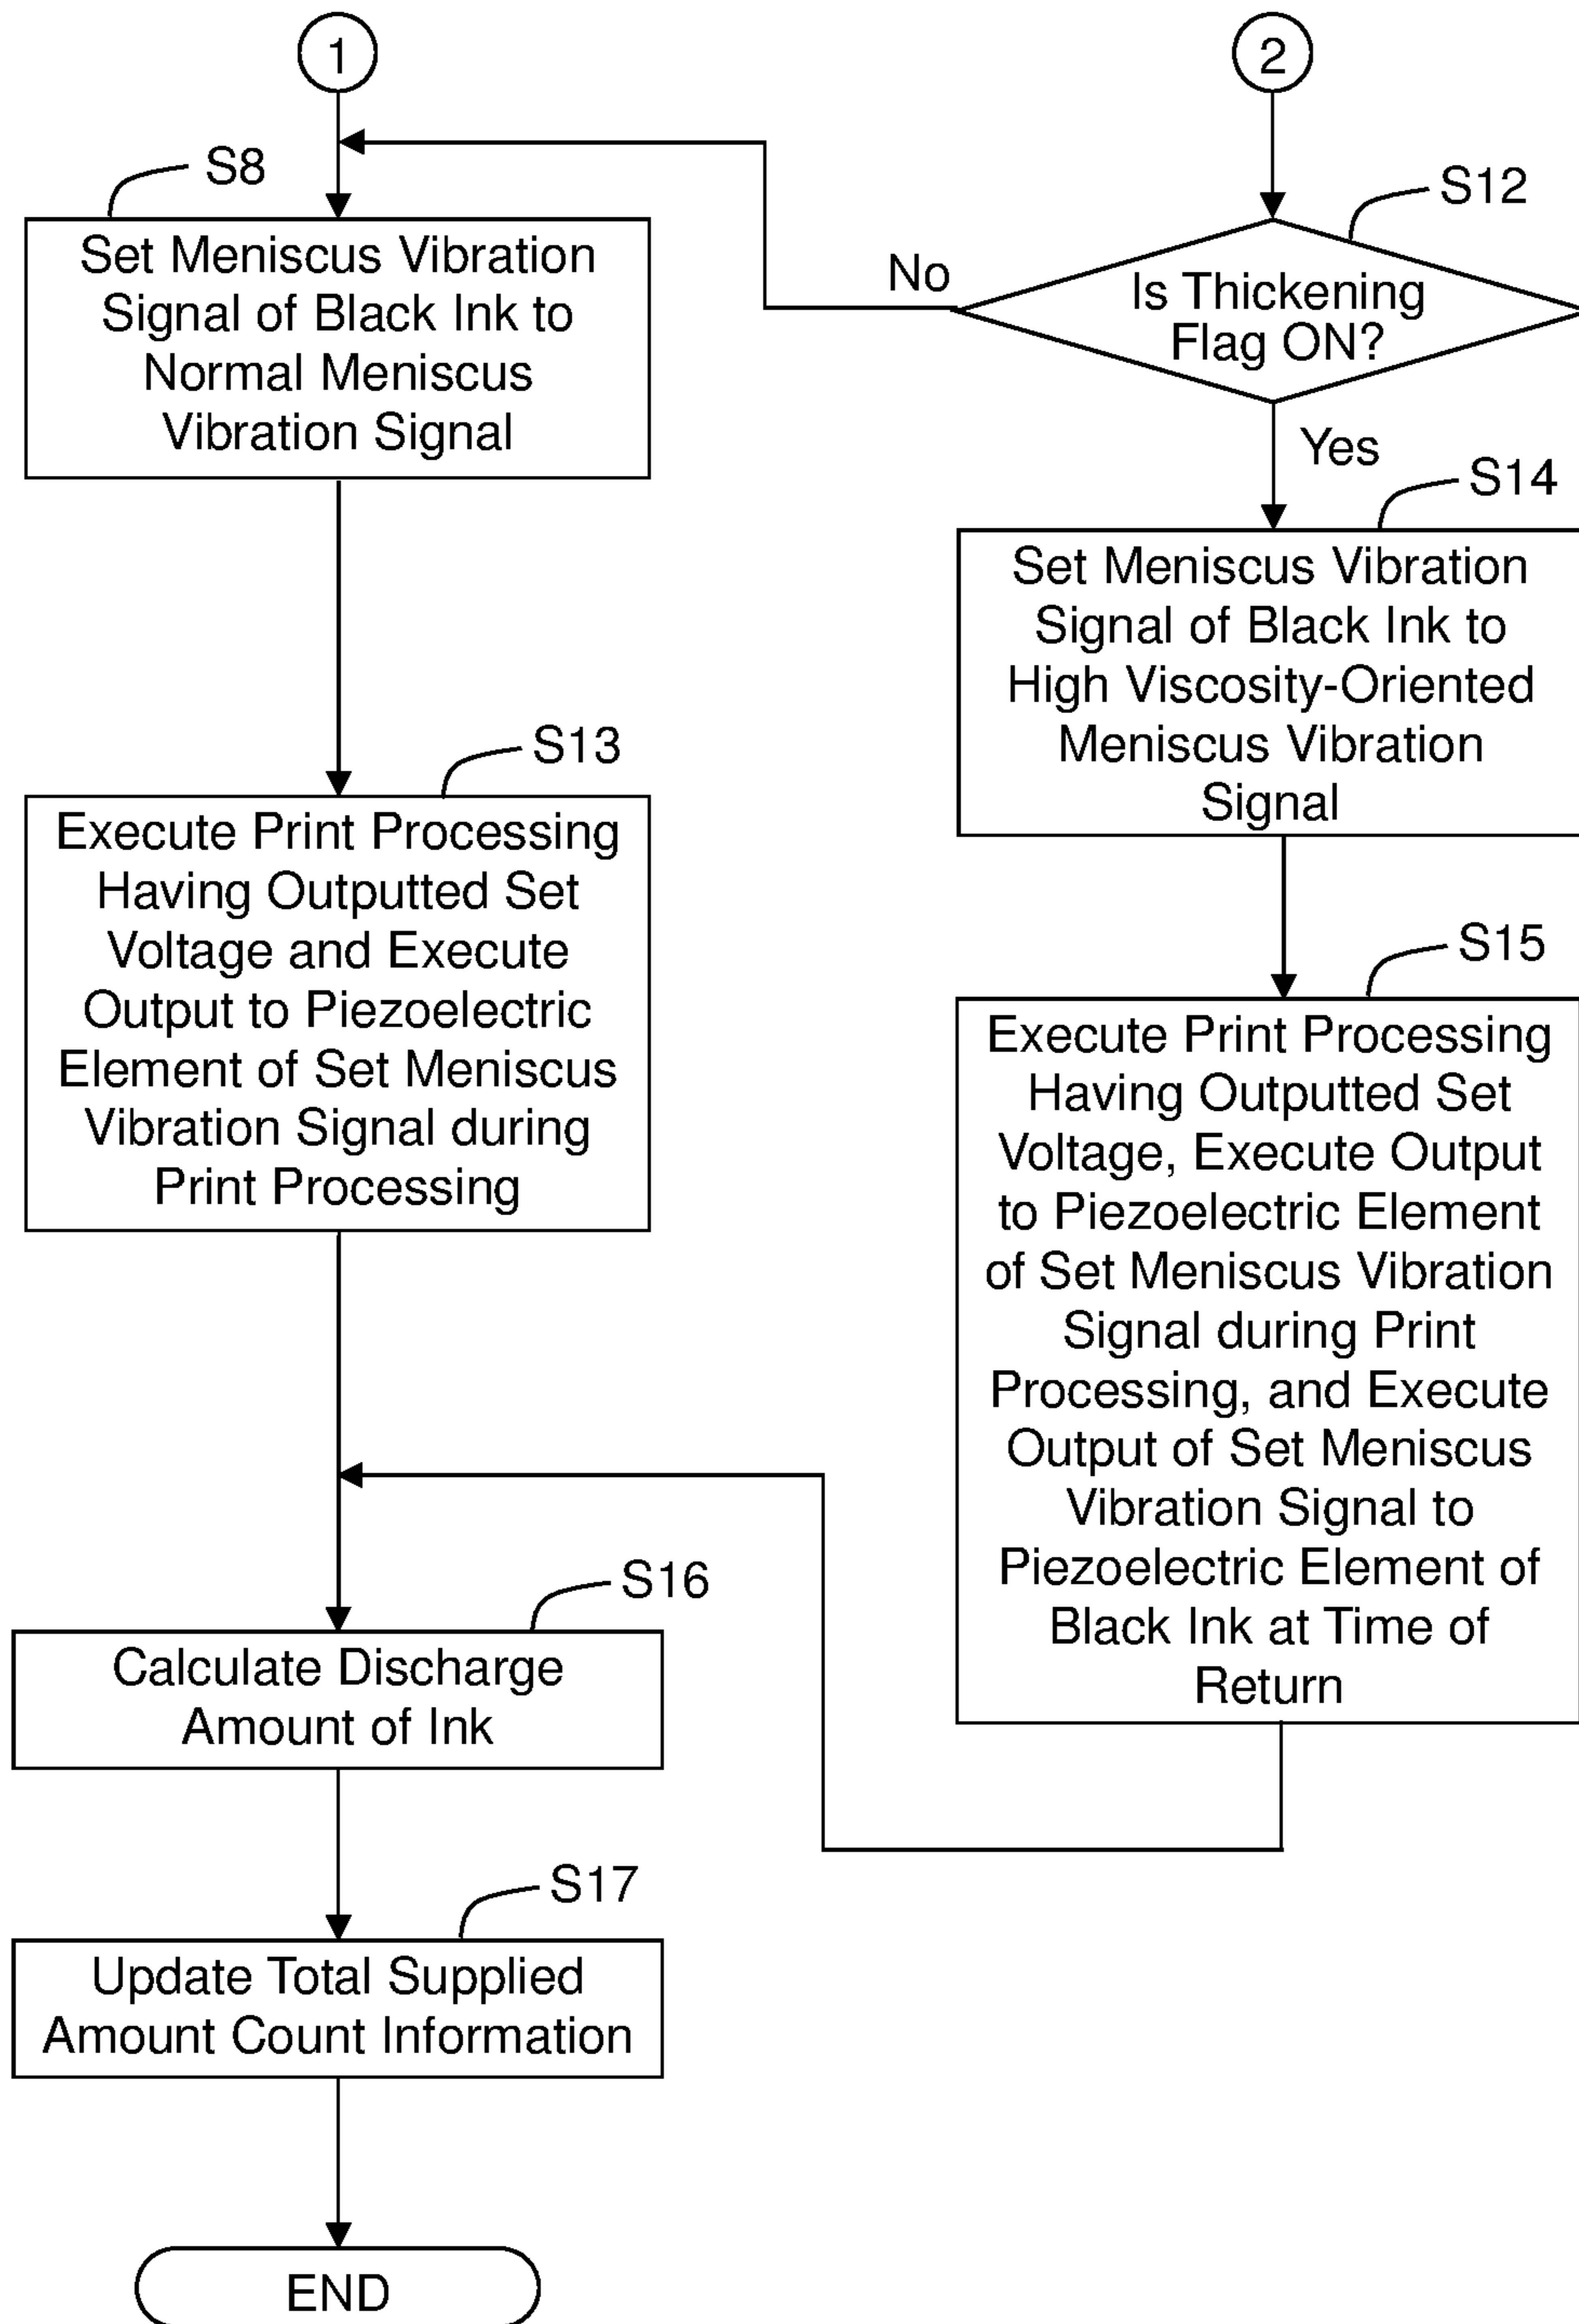 1
S8
Set Meniscus Vibration
Signal of Black Ink to
Normal Meniscus
Vibration Signal
S13
Execute Print Processing
Having Outputted Set
Voltage and Execute
Output to Piezoelectric
Element of Set Meniscus
Vibration Signal during
Print Processing
S16
Calculate Discharge
Amount of Ink
S17
Update Total Supplied
Amount Count Information
END
2
S12
Is Thickening
Flag ON?
No
Yes
S14
Set Meniscus Vibration
Signal of Black Ink to
High Viscosity-Oriented
Meniscus Vibration
Signal
S15
Execute Print Processing
Having Outputted Set
Voltage, Execute Output
to Piezoelectric Element
of Set Meniscus Vibration
Signal during Print
Processing, and Execute
Output of Set Meniscus
Vibration Signal to
Piezoelectric Element of
Black Ink at Time of
Return